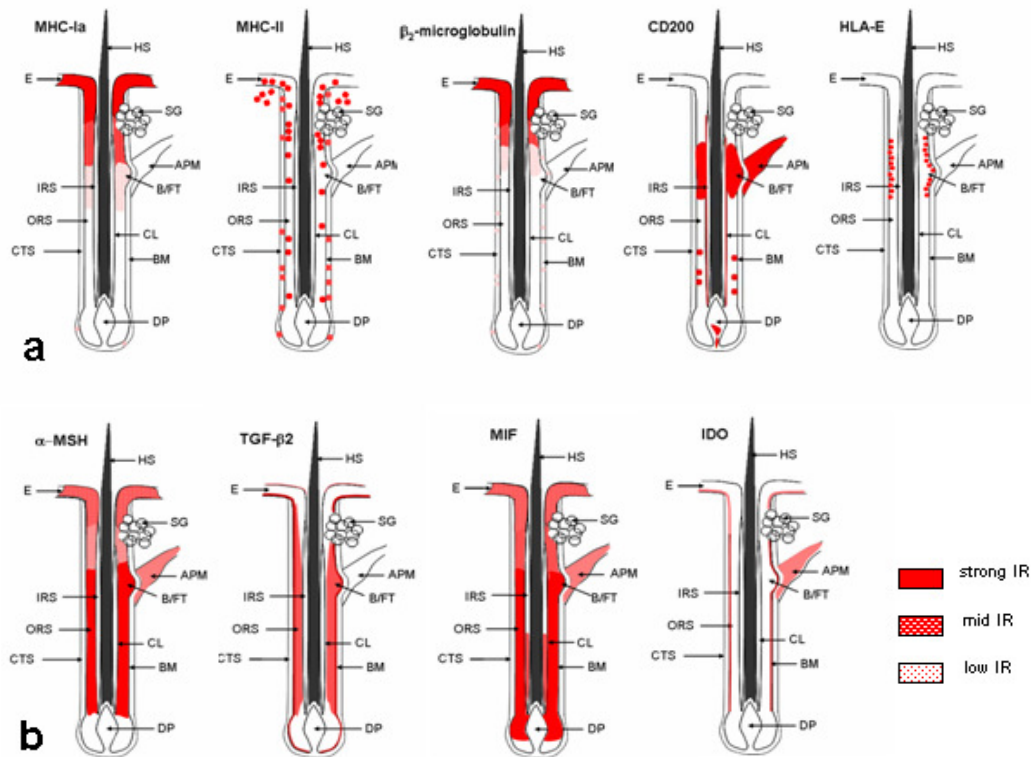 MHC-Ia
HS
E
SG
APM
IRS
B/FT
ORS
CL
CTS
BM
DP
MHC-II
HS
E
SG
APM
IRS
B/FT
ORS
CL
CTS
BM
DP
β2-microglobulin
HS
E
SG
APM
IRS
B/FT
ORS
CL
CTS
BM
DP
CD200
HS
E
SG
APM
IRS
B/FT
ORS
CL
CTS
BM
DP
HLA-E
HS
E
SG
APM
IRS
B/FT
ORS
CL
CTS
BM
DP
a
α-MSH
HS
E
SG
APM
IRS
B/FT
ORS
CL
CTS
BM
DP
TGF-β2
HS
E
SG
APM
IRS
B/FT
ORS
CL
CTS
BM
DP
MIF
HS
E
SG
APM
IRS
B/FT
ORS
CL
CTS
BM
DP
IDO
HS
E
SG
APM
IRS
B/FT
ORS
CL
CTS
BM
DP
b
strong IR
mid IR
low IR